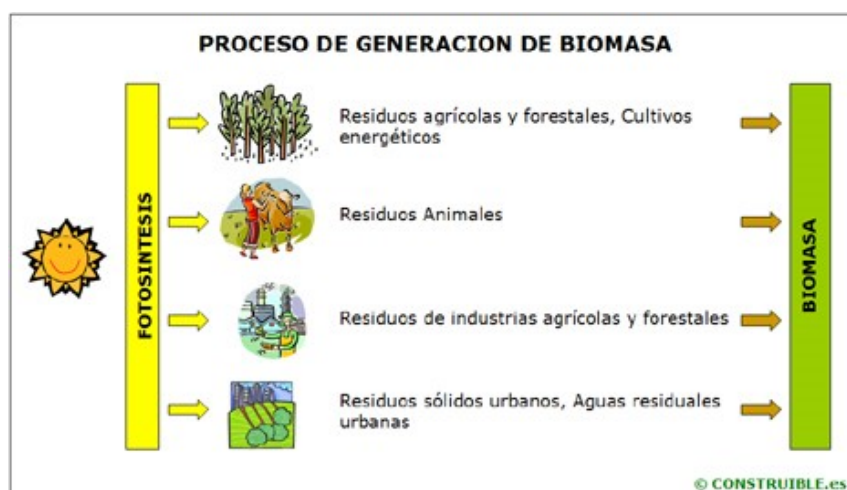 PROCESO DE GENERACION DE BIOMASA
FOTOSINTESIS
Residuos agrícolas y forestales, Cultivos
energéticos
Residuos Animales
Residuos de industrias agrícolas y forestales
Residuos sólidos urbanos, Aguas residuales
urbanas
BIOMASA
© CONSTRUIBLE.es